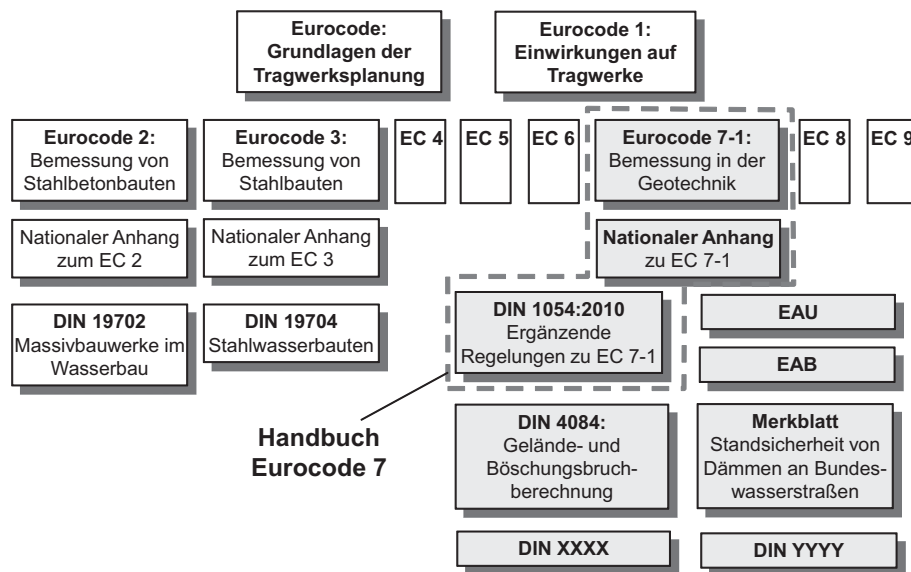 Eurocode:
Grundlagen der
Tragwerksplanung
Eurocode 1:
Einwirkungen auf
Tragwerke
Eurocode 2:
Bemessung von
Stahlbetonbauten
Eurocode 3:
Bemessung von
Stahlbauten
EC 4
EC 5
EC 6
Eurocode 7-1:
Bemessung in der
Geotechnik
EC 8
EC 9
Nationaler Anhang
zum EC 2
Nationaler Anhang
zum EC 3
Nationaler Anhang
zu EC 7-1
DIN 19702
Massivbauwerke im
Wasserbau
DIN 19704
Stahlwasserbauten
DIN 1054:2010
Ergänzende
Regelungen zu EC 7-1
EAU
EAB
Handbuch
Eurocode 7
DIN 4084:
Gelände- und
Böschungsbruch-
berechnung
Merkblatt
Standsicherheit von
Dämmen an Bundes-
wasserstraßen
DIN XXXX
DIN YYYY